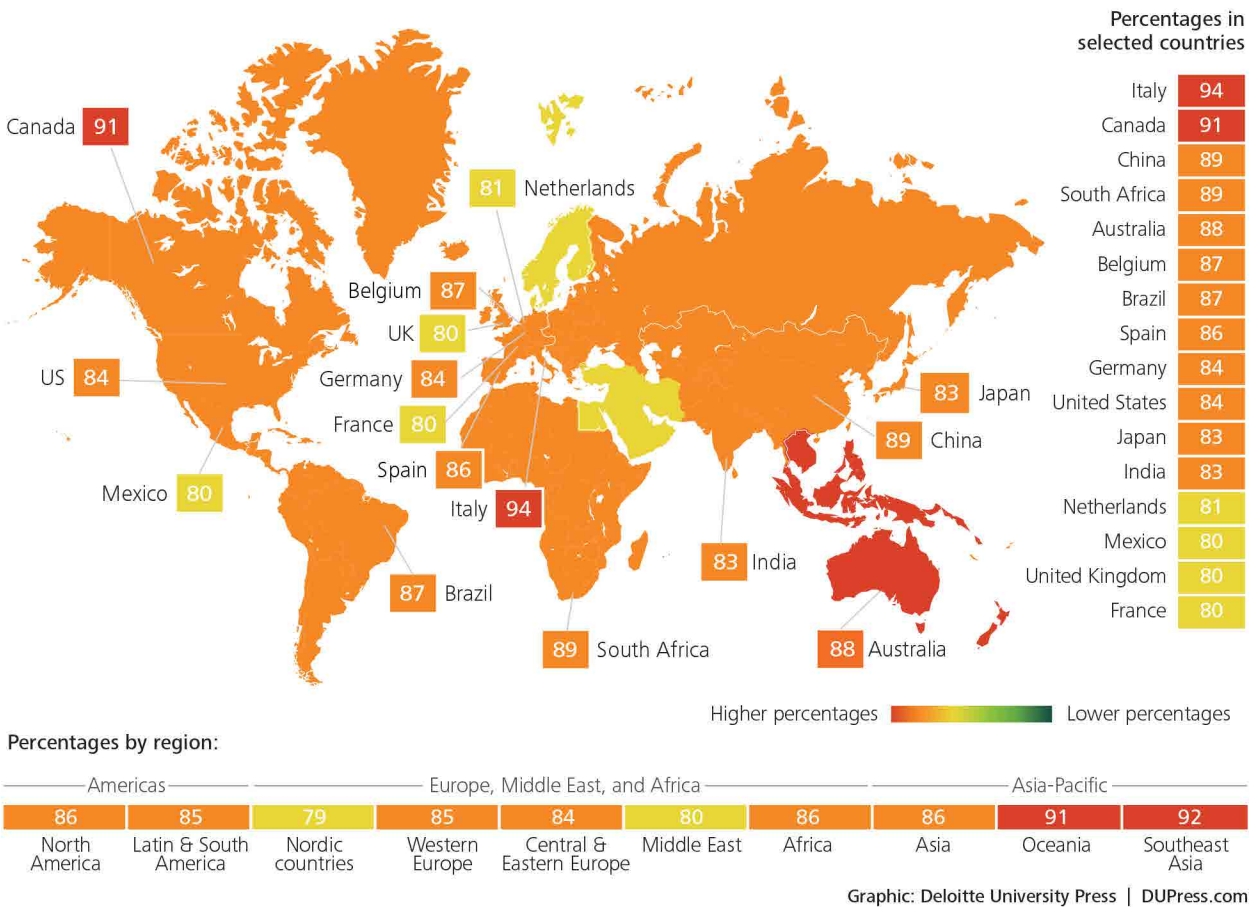 Percentages in
selected countries
Italy 94
Canada 91
China 89
South Africa 89
Australia 88
Belgium 87
Brazil 87
Spain 86
Germany 84
United States 84
Japan 83
India 83
Netherlands 81
Mexico 80
United Kingdom 80
France 80
Canada 91
81 Netherlands
Belgium 87
UK 80
US 84
Germany 84
83 Japan
France 80
89 China
Spain 86
Mexico 80
Italy 94
83 India
87 Brazil
89 South Africa
88 Australia
Higher percentages Lower percentages
Percentages by region:
Americas Europe, Middle East, and Africa Asia-Pacific
86 85 79 85 84 80 86 86 91 92
North Latin & South Nordic Western Central & Middle East Africa Asia Oceania Southeast
America America countries Europe Eastern Europe Asia
Graphic: Deloitte University Press | DUPress.com